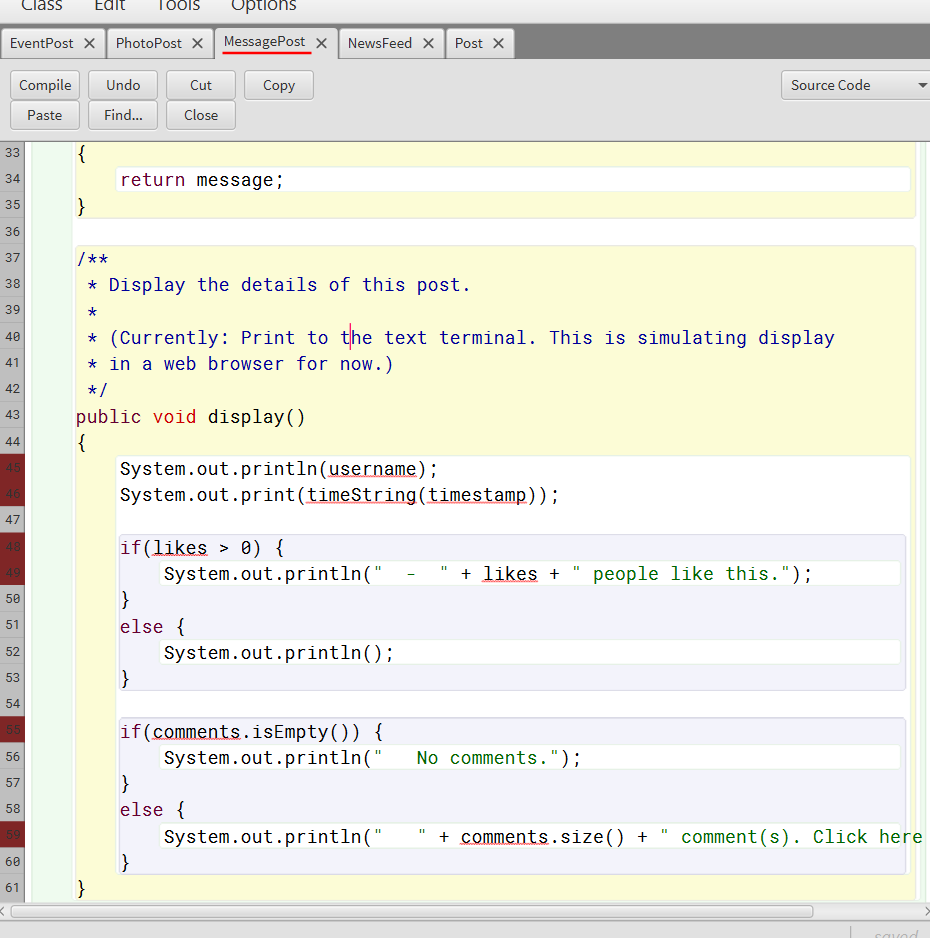 Class Edit Tools Options
EventPost PhotoPost MessagePost NewsFeed Post
Compile Undo Cut Copy Source Code
Paste Find... Close
33 {
34 return message;
35 }
36
37 /**
38 * Display the details of this post.
39 *
40 * (Currently: Print to the text terminal. This is simulating display
41 * in a web browser for now.)
42 */
43 public void display()
44 {
45 System.out.println(username);
46 System.out.print(timeString(timestamp));
47
48 if(likes > 0) {
49 System.out.println("  -  " + likes + " people like this.");
50 }
51 else {
52 System.out.println();
53 }
54
55 if(comments.isEmpty()) {
56 System.out.println("   No comments.");
57 }
58 else {
59 System.out.println("   " + comments.size() + " comment(s). Click here
60 }
61 }
saved